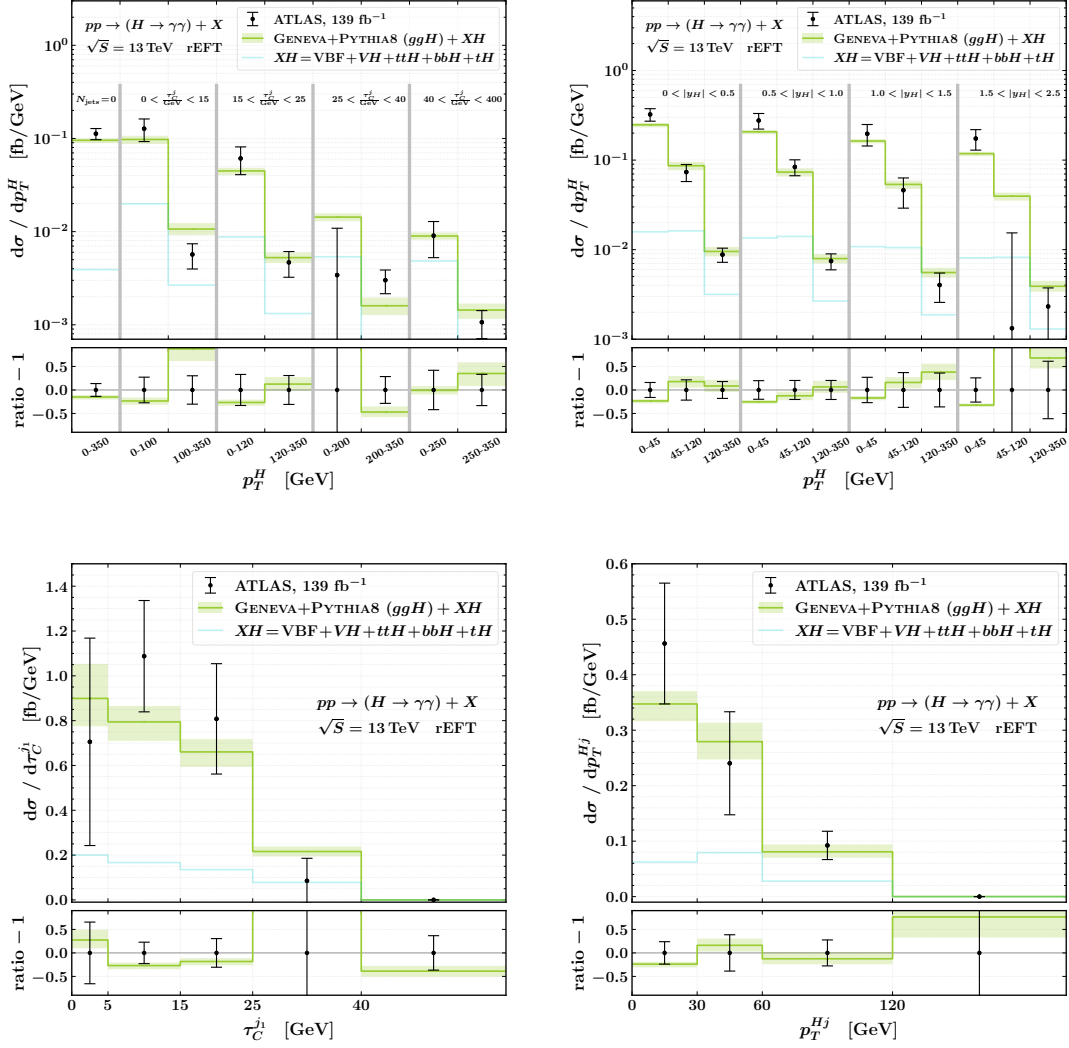 pp → (H → γγ) + X
√S = 13 TeV rEFT
ATLAS, 139 fb⁻¹
GENEVA+PYTHIA8 (ggH) + XH
XH = VBF + VH + ttH + bbH + tH
N_jets = 0
0 < τ_C^j/GeV < 15
15 < τ_C^j/GeV < 25
25 < τ_C^j/GeV < 40
40 < τ_C^j/GeV < 400
dσ / dp_T^H [fb/GeV]
10⁰
10⁻¹
10⁻²
10⁻³
ratio − 1
0.5
0.0
−0.5
0-350 0-100 100-350 0-120 120-350 0-200 200-350 0-250 250-350
p_T^H [GeV]
pp → (H → γγ) + X
√S = 13 TeV rEFT
ATLAS, 139 fb⁻¹
GENEVA+PYTHIA8 (ggH) + XH
XH = VBF + VH + ttH + bbH + tH
0 < |y_H| < 0.5
0.5 < |y_H| < 1.0
1.0 < |y_H| < 1.5
1.5 < |y_H| < 2.5
dσ / dp_T^H [fb/GeV]
10⁰
10⁻¹
10⁻²
10⁻³
ratio − 1
0.5
0.0
−0.5
0-45 45-120 120-350 0-45 45-120 120-350 0-45 45-120 120-350 0-45 45-120 120-350
p_T^H [GeV]
ATLAS, 139 fb⁻¹
GENEVA+PYTHIA8 (ggH) + XH
XH = VBF + VH + ttH + bbH + tH
pp → (H → γγ) + X
√S = 13 TeV rEFT
dσ / dτ_C^{j₁} [fb/GeV]
1.4
1.2
1.0
0.8
0.6
0.4
0.2
0.0
ratio − 1
0.5
0.0
−0.5
0 5 15 25 40
τ_C^{j₁} [GeV]
ATLAS, 139 fb⁻¹
GENEVA+PYTHIA8 (ggH) + XH
XH = VBF + VH + ttH + bbH + tH
pp → (H → γγ) + X
√S = 13 TeV rEFT
dσ / dp_T^{Hj} [fb/GeV]
0.6
0.5
0.4
0.3
0.2
0.1
0.0
ratio − 1
0.5
0.0
−0.5
0 30 60 120
p_T^{Hj} [GeV]